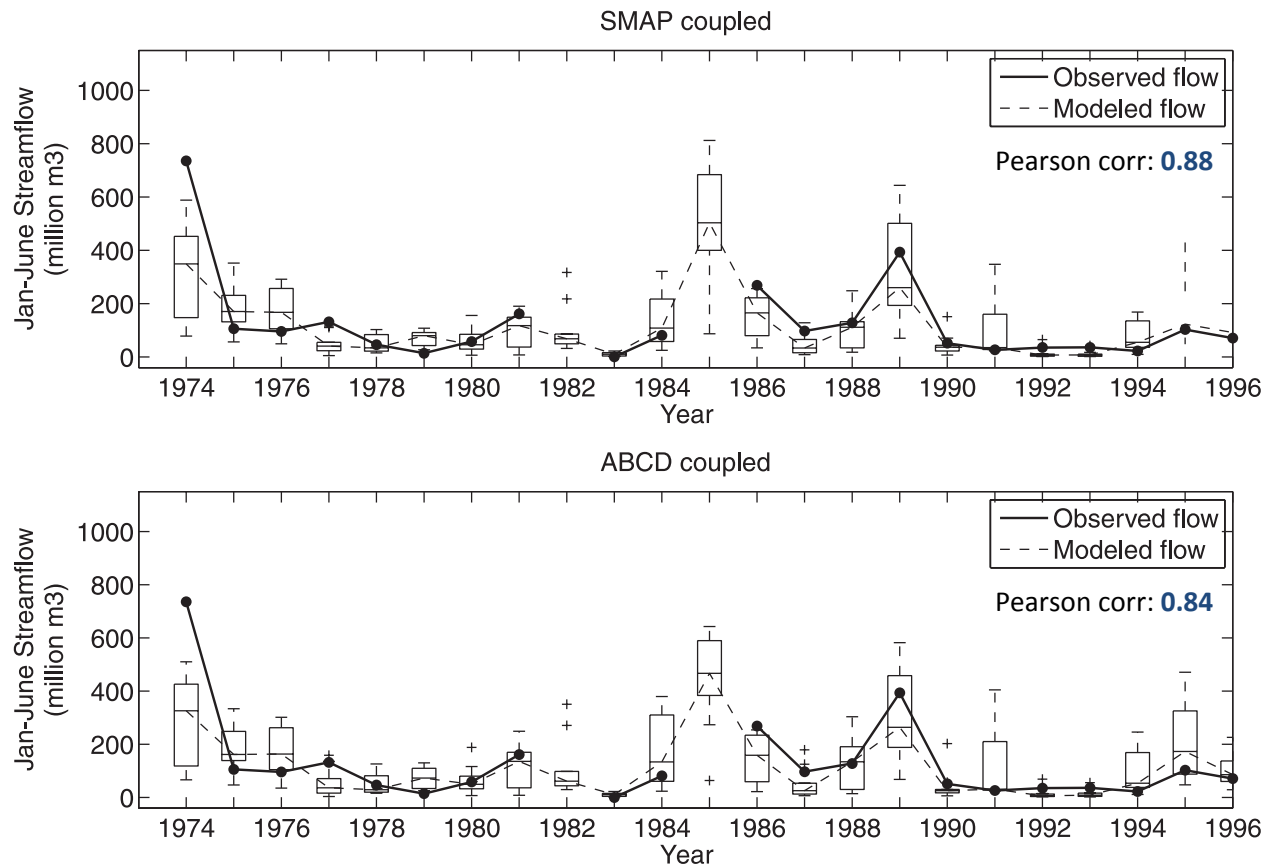 SMAP coupled
1000
800
600
400
200
0
Jan-June Streamflow
(million m3)
Observed flow
Modeled flow
Pearson corr: 0.88
1974 1976 1978 1980 1982 1984 1986 1988 1990 1992 1994 1996
Year
ABCD coupled
1000
800
600
400
200
0
Jan-June Streamflow
(million m3)
Observed flow
Modeled flow
Pearson corr: 0.84
1974 1976 1978 1980 1982 1984 1986 1988 1990 1992 1994 1996
Year